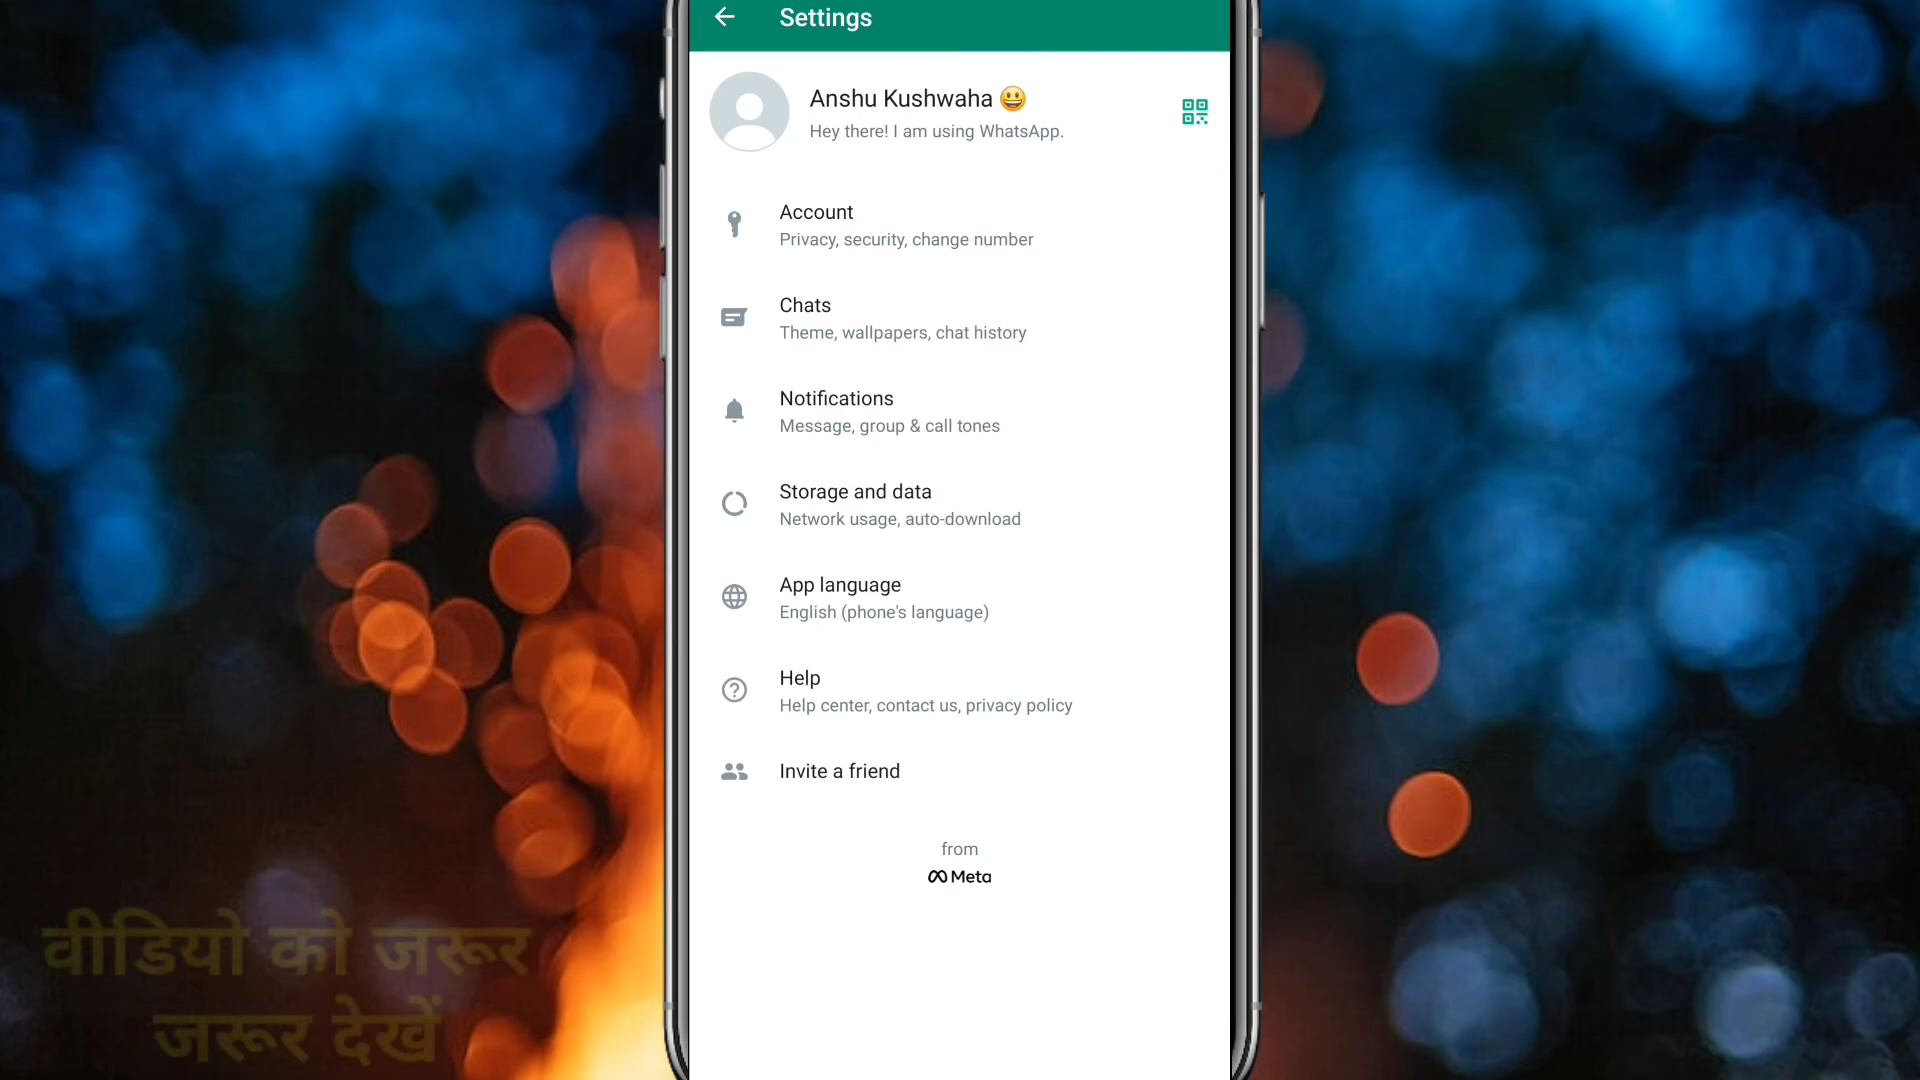 Settings
Anshu Kushwaha 😃
Hey there! I am using WhatsApp.
Account
Privacy, security, change number
Chats
Theme, wallpapers, chat history
Notifications
Message, group & call tones
Storage and data
Network usage, auto-download
App language
English (phone's language)
Help
Help center, contact us, privacy policy
Invite a friend
from
Meta
वीडियो को जरूर
जरूर देखें